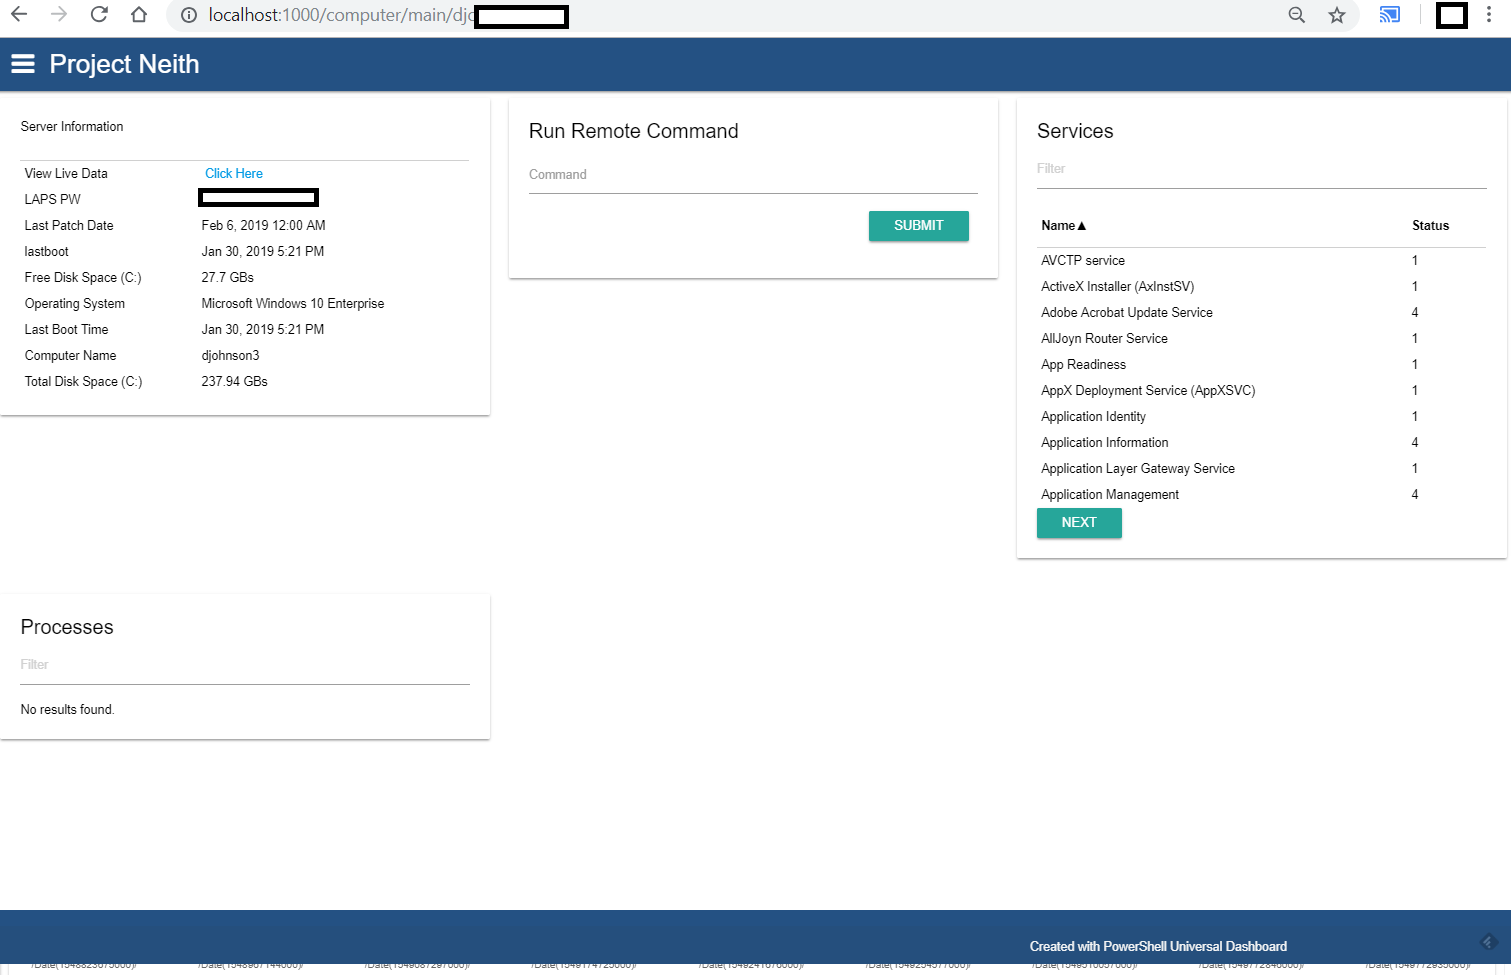 localhost:1000/computer/main/djo
Project Neith
Server Information
View Live Data Click Here
LAPS PW
Last Patch Date Feb 6, 2019 12:00 AM
lastboot Jan 30, 2019 5:21 PM
Free Disk Space (C:) 27.7 GBs
Operating System Microsoft Windows 10 Enterprise
Last Boot Time Jan 30, 2019 5:21 PM
Computer Name djohnson3
Total Disk Space (C:) 237.94 GBs
Run Remote Command
Command
SUBMIT
Services
Filter
Name▲ Status
AVCTP service 1
ActiveX Installer (AxInstSV) 1
Adobe Acrobat Update Service 4
AllJoyn Router Service 1
App Readiness 1
AppX Deployment Service (AppXSVC) 1
Application Identity 1
Application Information 4
Application Layer Gateway Service 1
Application Management 4
NEXT
Processes
Filter
No results found.
Created with PowerShell Universal Dashboard